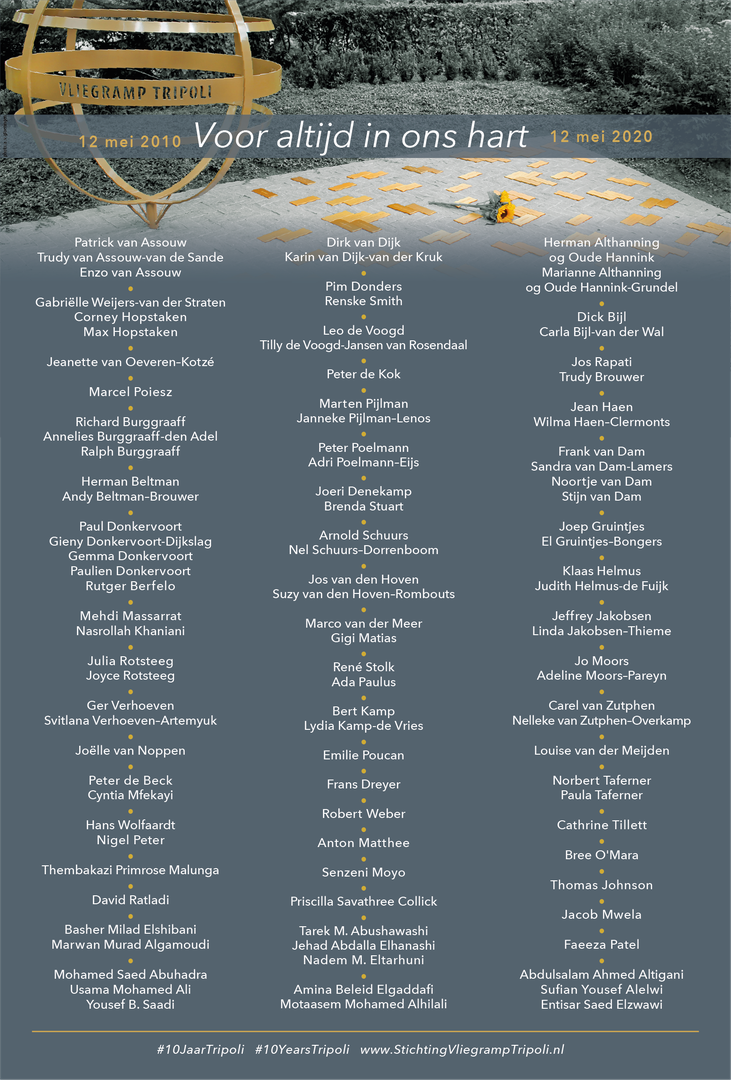 VLIEGRAMP TRIPOLI
12 mei 2010 Voor altijd in ons hart 12 mei 2020
Patrick van Assouw
Trudy van Assouw-van de Sande
Enzo van Assouw
Gabriëlle Weijers-van der Straten
Corney Hopstaken
Max Hopstaken
Jeanette van Oeveren–Kotzé
Marcel Poiesz
Richard Burggraaff
Annelies Burggraaff-den Adel
Ralph Burggraaff
Herman Beltman
Andy Beltman–Brouwer
Paul Donkervoort
Gieny Donkervoort-Dijkslag
Gemma Donkervoort
Paulien Donkervoort
Rutger Berfelo
Mehdi Massarrat
Nasrollah Khaniani
Julia Rotsteeg
Joyce Rotsteeg
Ger Verhoeven
Svitlana Verhoeven–Artemyuk
Joëlle van Noppen
Peter de Beck
Cyntia Mfekayi
Hans Wolfaardt
Nigel Peter
Thembakazi Primrose Malunga
David Ratladi
Basher Milad Elshibani
Marwan Murad Algamoudi
Mohamed Saed Abuhadra
Usama Mohamed Ali
Yousef B. Saadi
Dirk van Dijk
Karin van Dijk-van der Kruk
Pim Donders
Renske Smith
Leo de Voogd
Tilly de Voogd-Jansen van Rosendaal
Peter de Kok
Marten Pijlman
Janneke Pijlman–Lenos
Peter Poelmann
Adri Poelmann–Eijs
Joeri Denekamp
Brenda Stuart
Arnold Schuurs
Nel Schuurs–Dorrenboom
Jos van den Hoven
Suzy van den Hoven–Rombouts
Marco van der Meer
Gigi Matias
René Stolk
Ada Paulus
Bert Kamp
Lydia Kamp-de Vries
Emilie Poucan
Frans Dreyer
Robert Weber
Anton Matthee
Senzeni Moyo
Priscilla Savathree Collick
Tarek M. Abushawashi
Jehad Abdalla Elhanashi
Nadem M. Eltarhuni
Amina Beleid Elgaddafi
Motaasem Mohamed Alhilali
Herman Althanning
og Oude Hannink
Marianne Althanning
og Oude Hannink-Grundel
Dick Bijl
Carla Bijl-van der Wal
Jos Rapati
Trudy Brouwer
Jean Haen
Wilma Haen–Clermonts
Frank van Dam
Sandra van Dam-Lamers
Noortje van Dam
Stijn van Dam
Joep Gruintjes
El Gruintjes–Bongers
Klaas Helmus
Judith Helmus-de Fuijk
Jeffrey Jakobsen
Linda Jakobsen–Thieme
Jo Moors
Adeline Moors–Pareyn
Carel van Zutphen
Nelleke van Zutphen–Overkamp
Louise van der Meijden
Norbert Taferner
Paula Taferner
Cathrine Tillett
Bree O'Mara
Thomas Johnson
Jacob Mwela
Faeeza Patel
Abdulsalam Ahmed Altigani
Sufian Yousef Alelwi
Entisar Saed Elzwawi
#10JaarTripoli #10YearsTripoli www.StichtingVliegrampTripoli.nl